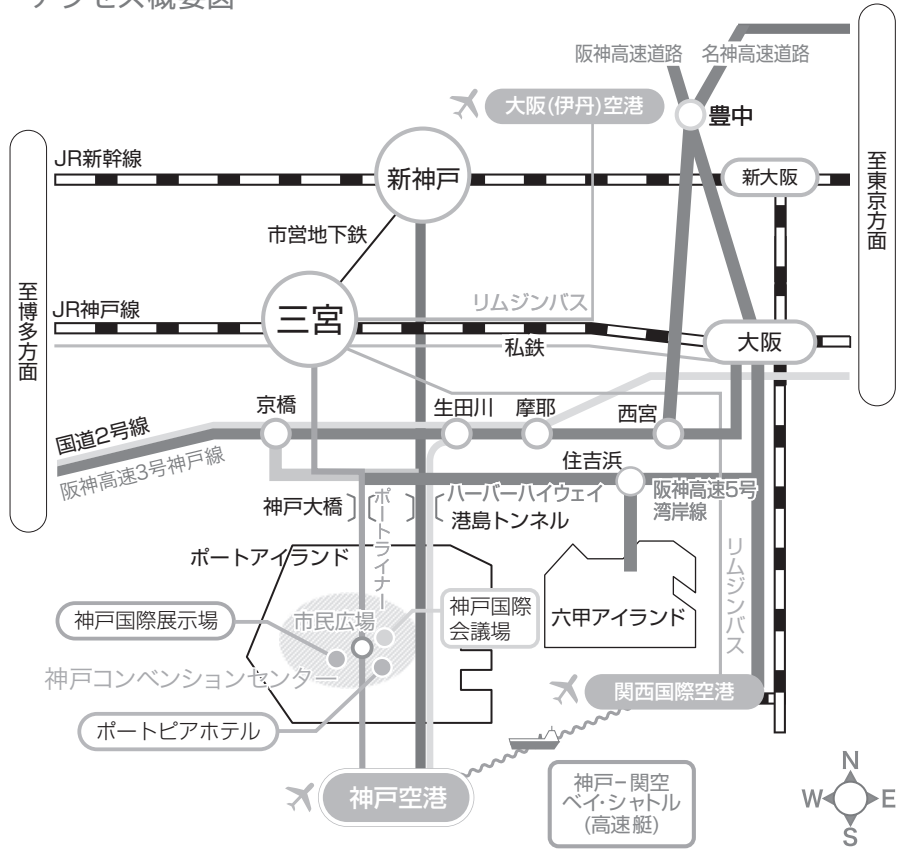 アクセス概要図
阪神高速道路
名神高速道路
大阪(伊丹)空港
豊中
JR新幹線
新神戸
新大阪
至東京方面
市営地下鉄
至博多方面
JR神戸線
三宮
リムジンバス
私鉄
大阪
京橋
生田川
摩耶
西宮
国道2号線
阪神高速3号神戸線
住吉浜
神戸大橋
ポートライナー
ハーバーハイウェイ
港島トンネル
阪神高速5号
湾岸線
ポートアイランド
リムジンバス
神戸国際展示場
市民広場
神戸国際
会議場
六甲アイランド
神戸コンベンションセンター
関西国際空港
ポートピアホテル
神戸空港
神戸−関空
ベイ・シャトル
(高速艇)
N
W
E
S